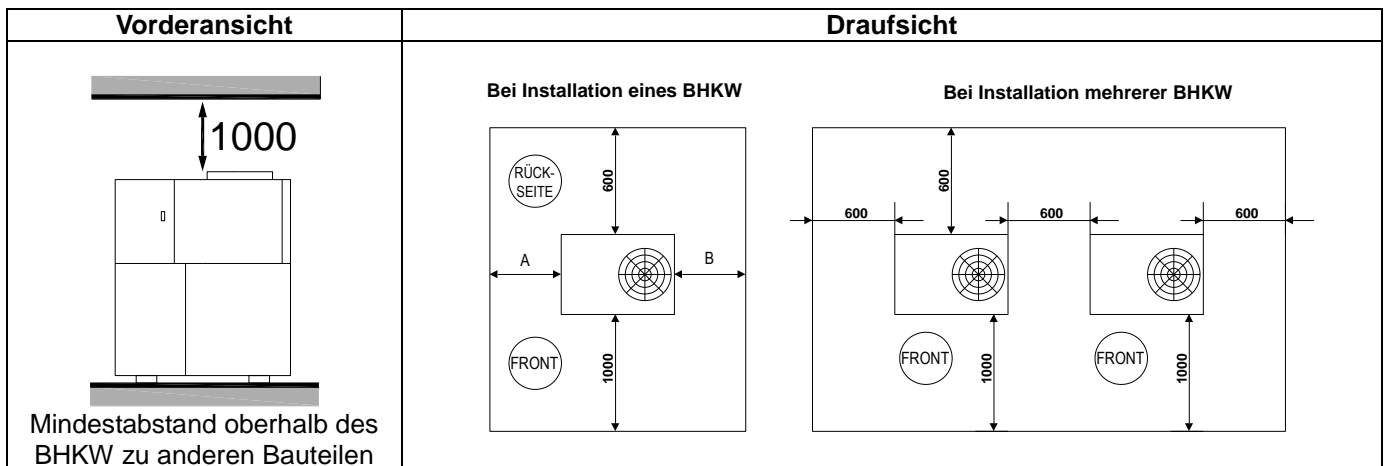 Vorderansicht
Draufsicht
1000
Mindestabstand oberhalb des
BHKW zu anderen Bauteilen
Bei Installation eines BHKW
RÜCK-
SEITE
600
A
B
FRONT
1000
Bei Installation mehrerer BHKW
600
600
600
600
FRONT
1000
FRONT
1000